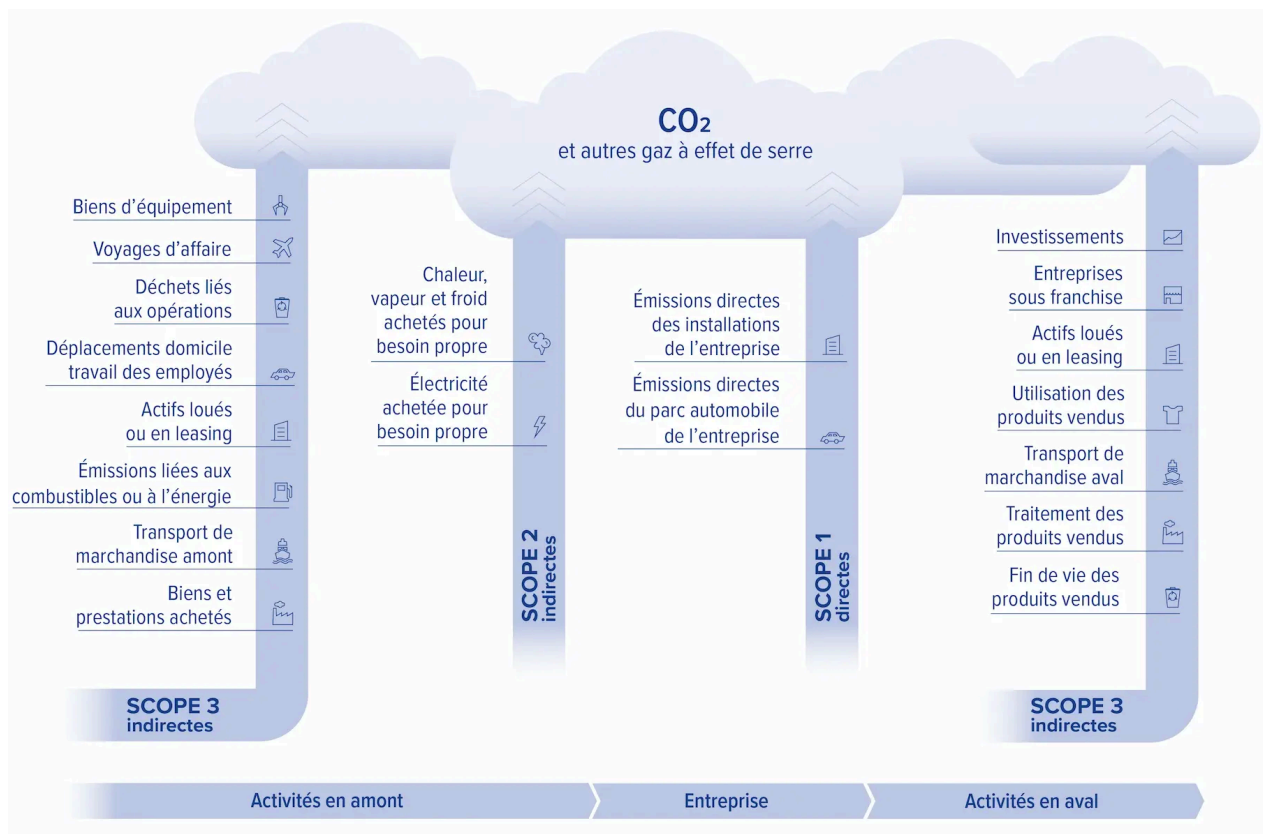 CO2
et autres gaz à effet de serre
Biens d'équipement
Voyages d'affaire
Déchets liés
aux opérations
Déplacements domicile
travail des employés
Actifs loués
ou en leasing
Émissions liées aux
combustibles ou à l'énergie
Transport de
marchandise amont
Biens et
prestations achetés
SCOPE 3
indirectes
Chaleur,
vapeur et froid
achetés pour
besoin propre
Électricité
achetée pour
besoin propre
SCOPE 2
indirectes
Émissions directes
des installations
de l'entreprise
Émissions directes
du parc automobile
de l'entreprise
SCOPE 1
directes
Investissements
Entreprises
sous franchise
Actifs loués
ou en leasing
Utilisation des
produits vendus
Transport de
marchandise aval
Traitement des
produits vendus
Fin de vie des
produits vendus
SCOPE 3
indirectes
Activités en amont
Entreprise
Activités en aval